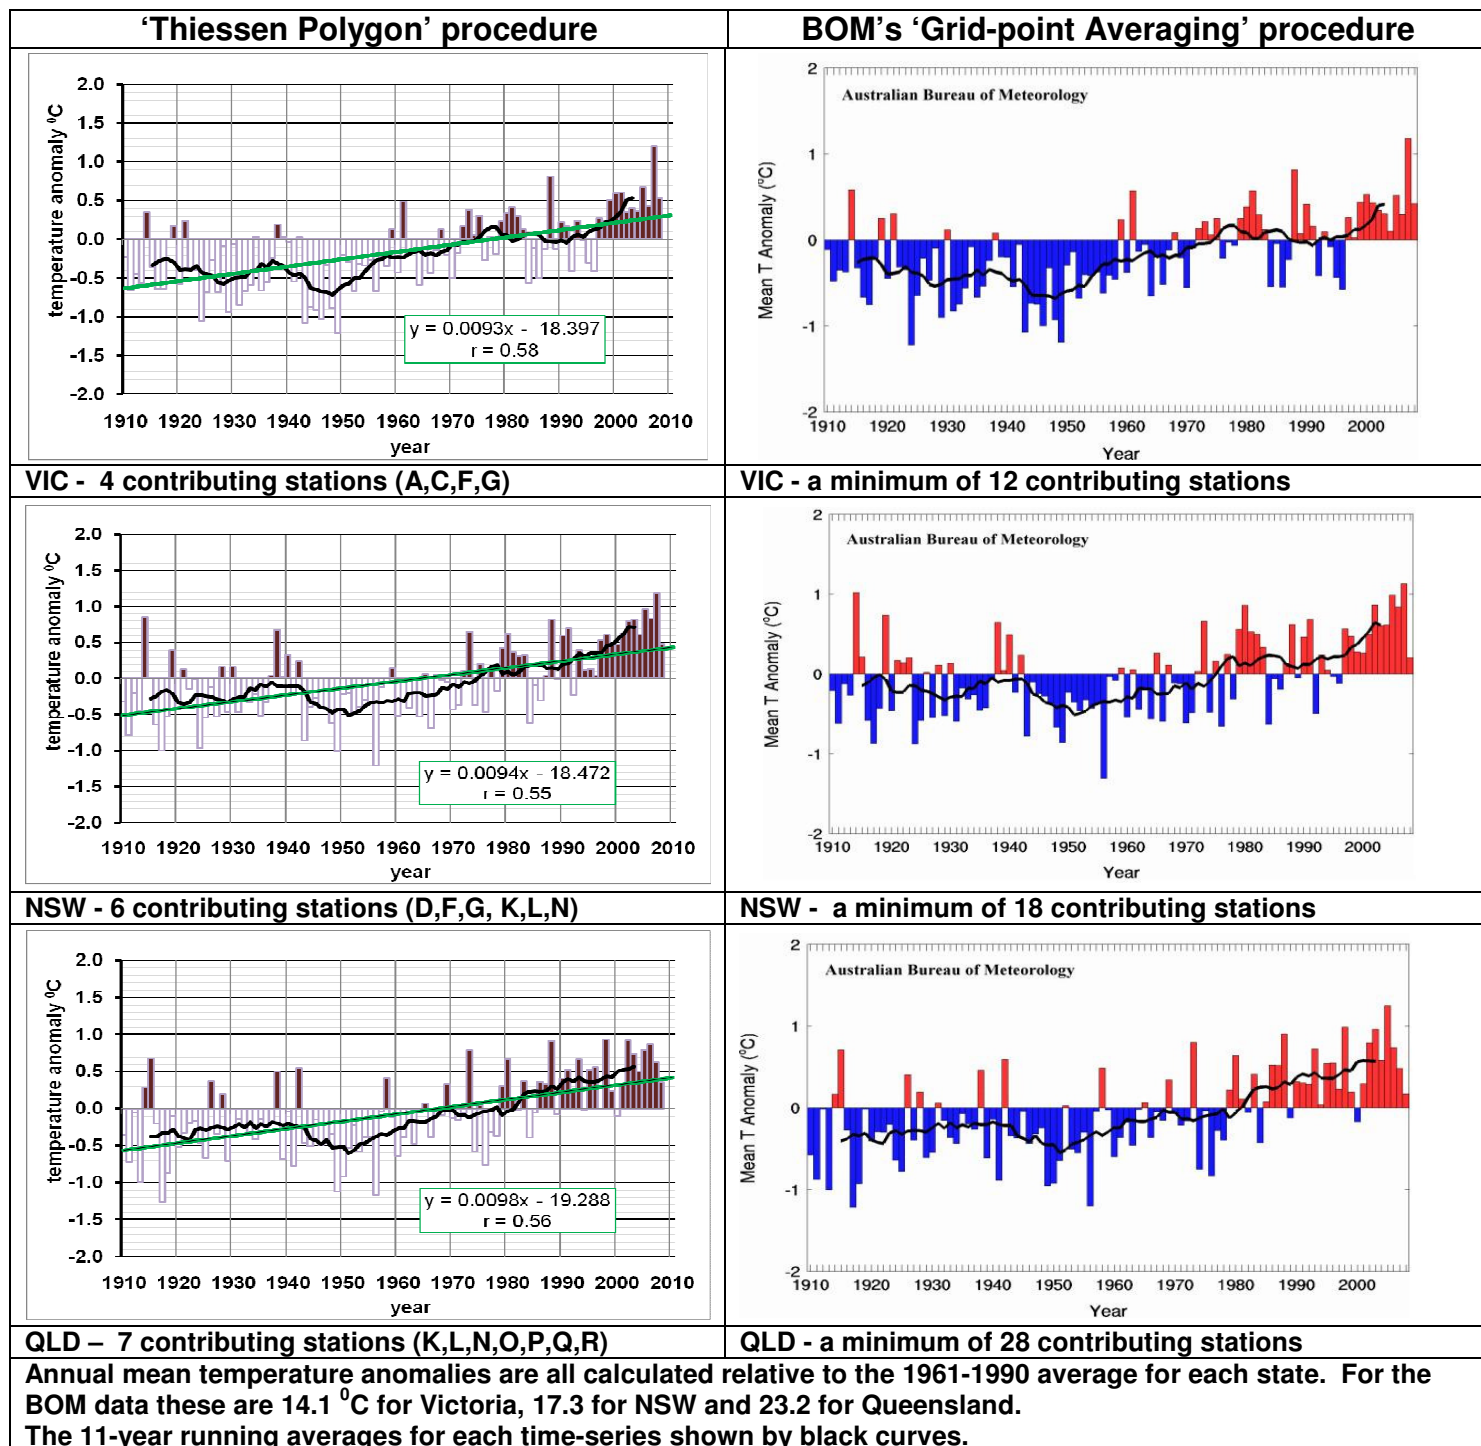 ‘Thiessen Polygon’ procedure
BOM’s ‘Grid-point Averaging’ procedure
temperature anomaly ⁰C
2.0
1.5
1.0
0.5
0.0
-0.5
-1.0
-1.5
-2.0
y = 0.0093x - 18.397
r = 0.58
1910 1920 1930 1940 1950 1960 1970 1980 1990 2000 2010
year
Australian Bureau of Meteorology
Mean T Anomaly (⁰C)
2
1
0
-1
-2
1910 1920 1930 1940 1950 1960 1970 1980 1990 2000
Year
VIC - 4 contributing stations (A,C,F,G)
VIC - a minimum of 12 contributing stations
temperature anomaly ⁰C
2.0
1.5
1.0
0.5
0.0
-0.5
-1.0
-1.5
-2.0
y = 0.0094x - 18.472
r = 0.55
1910 1920 1930 1940 1950 1960 1970 1980 1990 2000 2010
year
Australian Bureau of Meteorology
Mean T Anomaly (⁰C)
2
1
0
-1
-2
1910 1920 1930 1940 1950 1960 1970 1980 1990 2000
Year
NSW - 6 contributing stations (D,F,G, K,L,N)
NSW - a minimum of 18 contributing stations
temperature anomaly ⁰C
2.0
1.5
1.0
0.5
0.0
-0.5
-1.0
-1.5
-2.0
y = 0.0098x - 19.288
r = 0.56
1910 1920 1930 1940 1950 1960 1970 1980 1990 2000 2010
year
Australian Bureau of Meteorology
Mean T Anomaly (⁰C)
2
1
0
-1
-2
1910 1920 1930 1940 1950 1960 1970 1980 1990 2000
Year
QLD – 7 contributing stations (K,L,N,O,P,Q,R)
QLD - a minimum of 28 contributing stations
Annual mean temperature anomalies are all calculated relative to the 1961-1990 average for each state. For the
BOM data these are 14.1 ⁰C for Victoria, 17.3 for NSW and 23.2 for Queensland.
The 11-year running averages for each time-series shown by black curves.